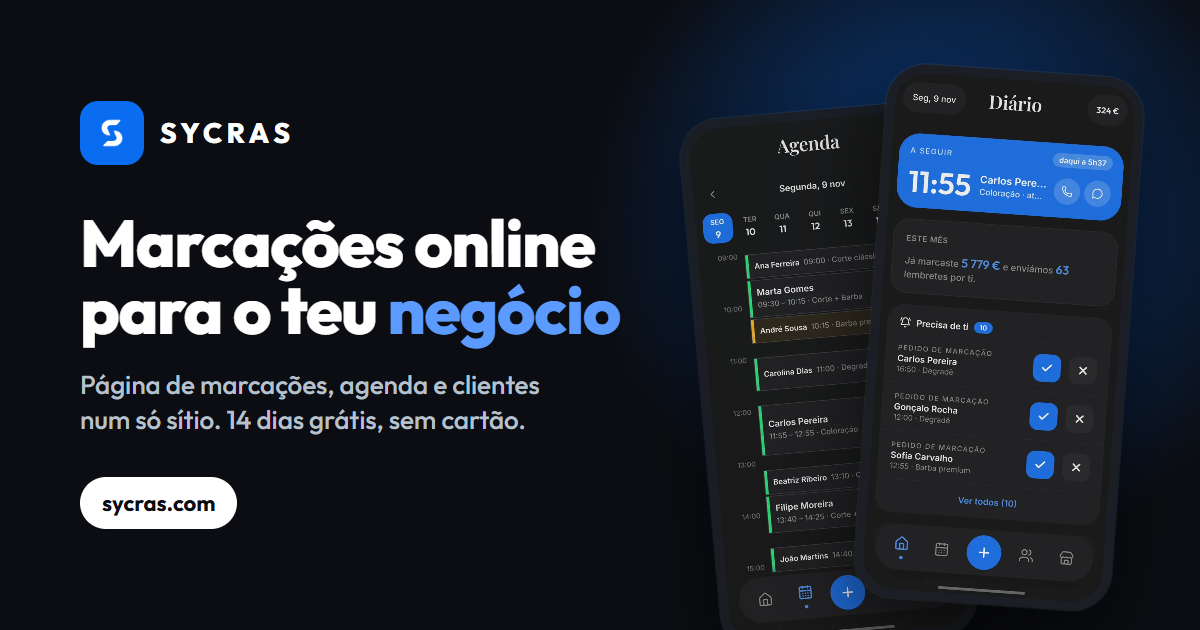 SYCRAS
Marcações online
para o teu negócio
Página de marcações, agenda e clientes
num só sítio. 14 dias grátis, sem cartão.
sycras.com
Agenda
Segunda, 9 nov
SEG TER QUA QUI SEX
9 10 11 12 13
09:00
Ana Ferreira 09:00 · Corte
Marta Gomes
09:30 – 10:15 · Corte + Barba
10:00
André Sousa 10:15 · Barba
11:00
Carolina Dias 11:00 ·
12:00
Carlos Pereira
11:55 – 12:55 · Coloração
13:00
Beatriz Ribeiro 13:10 ·
Filipe Moreira
13:40 – 14:25 · Corte +
14:00
João Martins 14:40
15:00
Seg, 9 nov
Diário
324 €
A SEGUIR
daqui a 5h37
11:55
Carlos Pere...
Coloração · at...
ESTE MÊS
Já marcaste 5 779 € e enviámos 63
lembretes por ti.
Precisa de ti 10
PEDIDO DE MARCAÇÃO
Carlos Pereira
16:50 · Degradê
PEDIDO DE MARCAÇÃO
Gonçalo Rocha
12:00 · Degradê
PEDIDO DE MARCAÇÃO
Sofia Carvalho
12:55 · Barba premium
Ver todos (10)